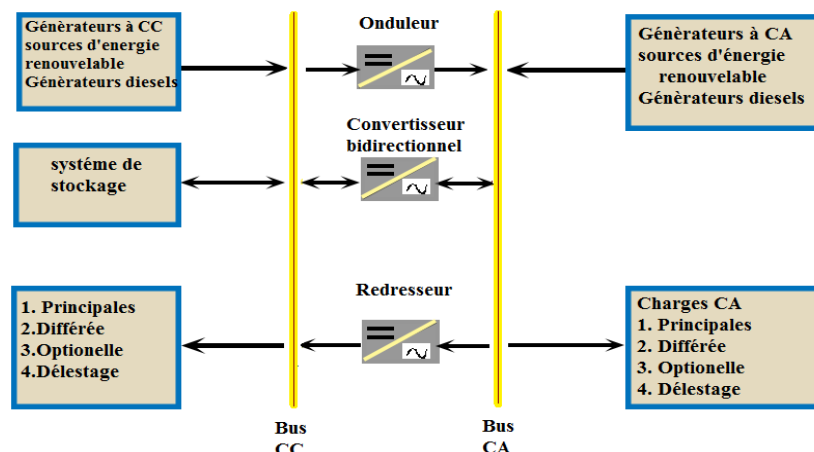 Génèrateurs à CC
sources d'energie
renouvelable
Génèrateurs diesels
Onduleur
Génèrateurs à CA
sources d'énergie
renouvelable
Génèrateurs diesels
Convertisseur
bidirectionnel
systéme de
stockage
Redresseur
1. Principales
2.Différée
3.Optionelle
4.Délestage
Charges CA
1. Principales
2. Différée
3. Optionelle
4. Délestage
Bus
CC
Bus
CA